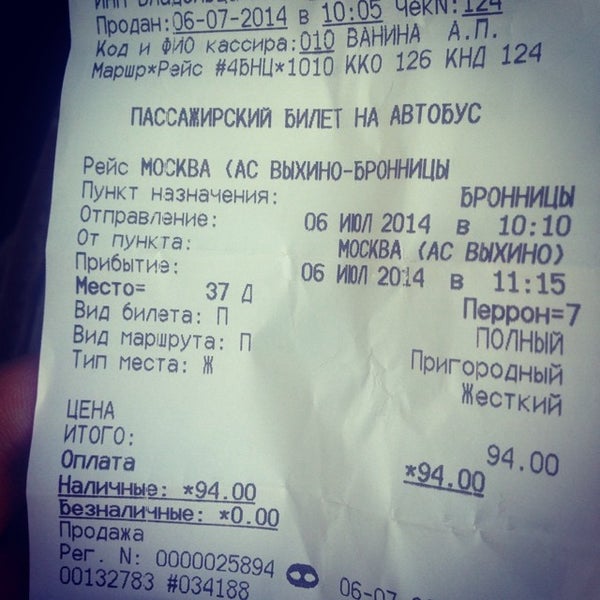 ИНН
Продан: 06-07-2014 в 10:05 ЧекN: 124
Код и ФИО кассира: 010 ВАНИНА А.П.
Маршр*Рейс #4БНЦ*1010 ККО 126 КНД 124
ПАССАЖИРСКИЙ БИЛЕТ НА АВТОБУС
Рейс МОСКВА (АС ВЫХИНО-БРОННИЦЫ
Пункт назначения: БРОННИЦЫ
Отправление: 06 ИЮЛ 2014 в 10:10
От пункта: МОСКВА (АС ВЫХИНО)
Прибытие: 06 ИЮЛ 2014 в 11:15
Место= 37 Д Перрон=7
Вид билета: П ПОЛНЫЙ
Вид маршрута: П Пригородный
Тип места: Ж Жесткий
ЦЕНА 94.00
ИТОГО: *94.00
Оплата
Наличные: *94.00
Безналичные: *0.00
Продажа
Рег. N: 0000025894
00132783 #034188 06-07